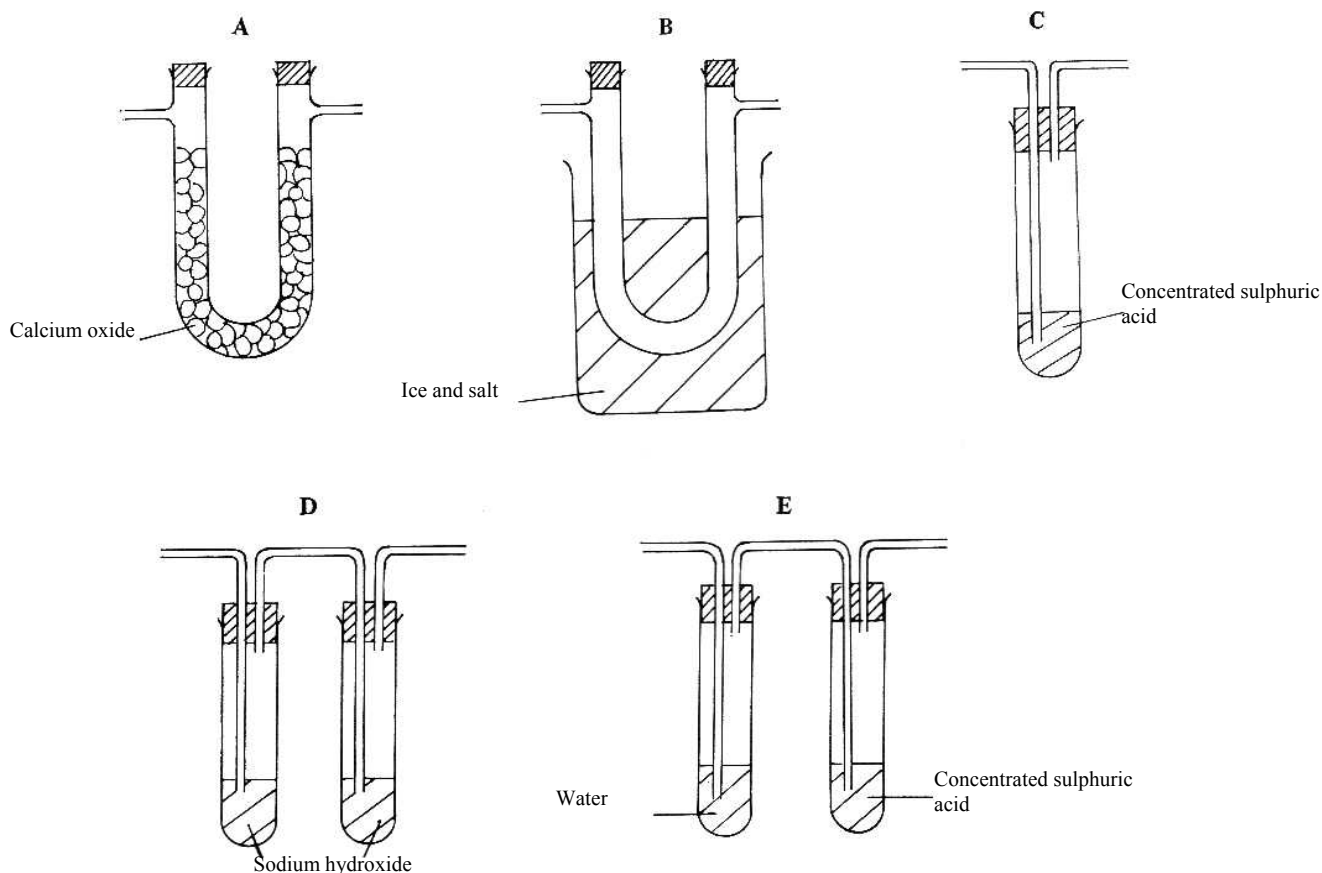 A
B
C
Calcium oxide
Ice and salt
Concentrated sulphuric
acid
D
E
Sodium hydroxide
Water
Concentrated sulphuric
acid